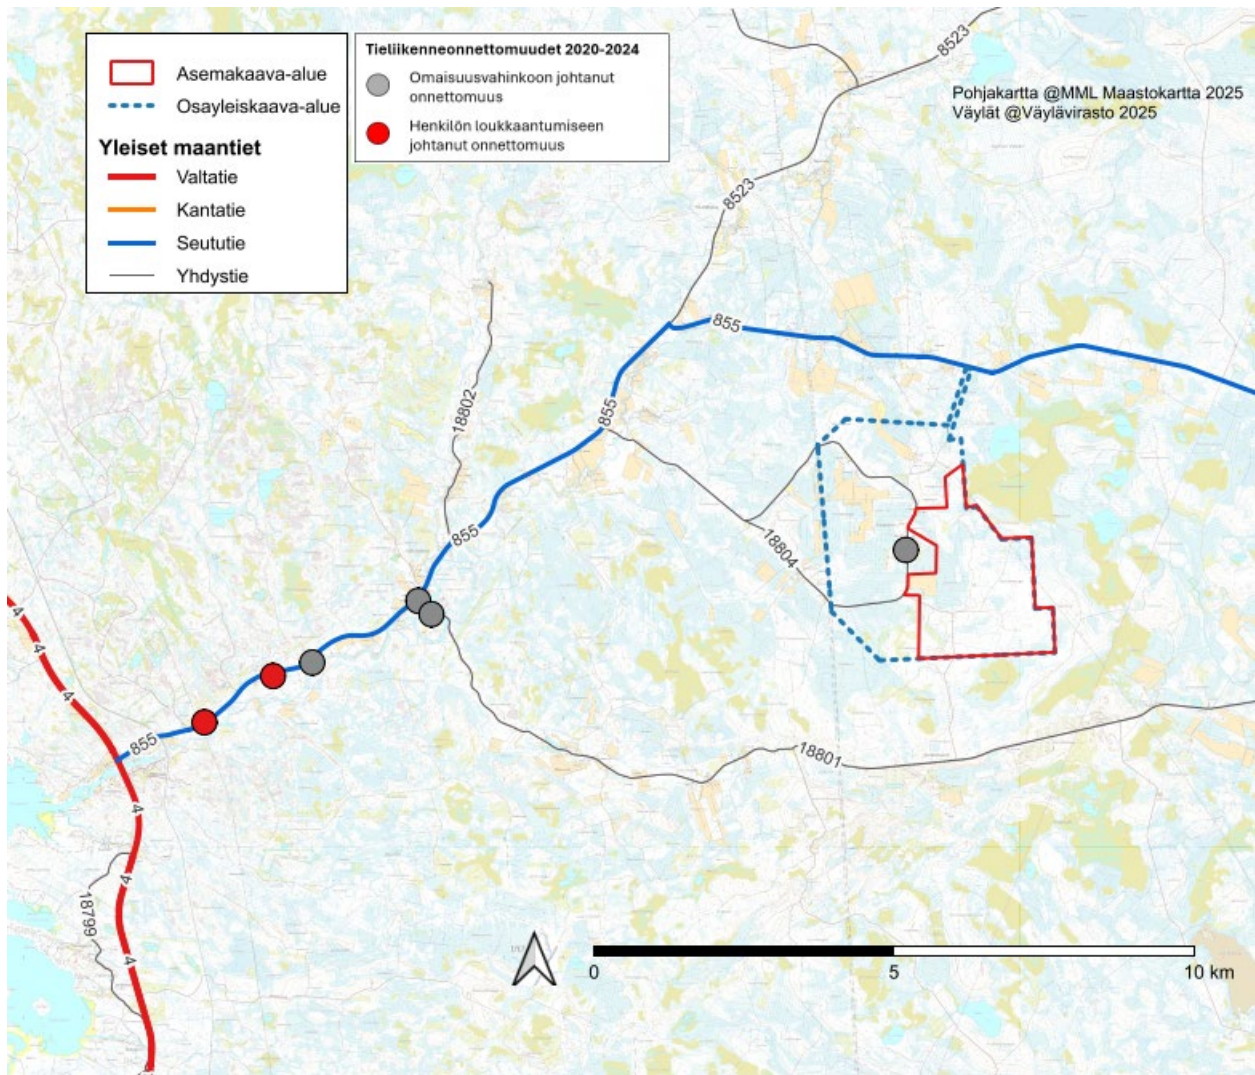 Asemakaava-alue
Osayleiskaava-alue
Yleiset maantiet
Valtatie
Kantatie
Seututie
Yhdystie
Tieliikenneonnettomuudet 2020-2024
Omaisuusvahinkoon johtanut
onnettomuus
Henkilön loukkaantumiseen
johtanut onnettomuus
Pohjakartta @MML Maastokartta 2025
Väylät @Väylävirasto 2025
8523
8523
855
855
18802
855
18804
4
4
4
855
18801
4
4
18799
4
0
5
10 km